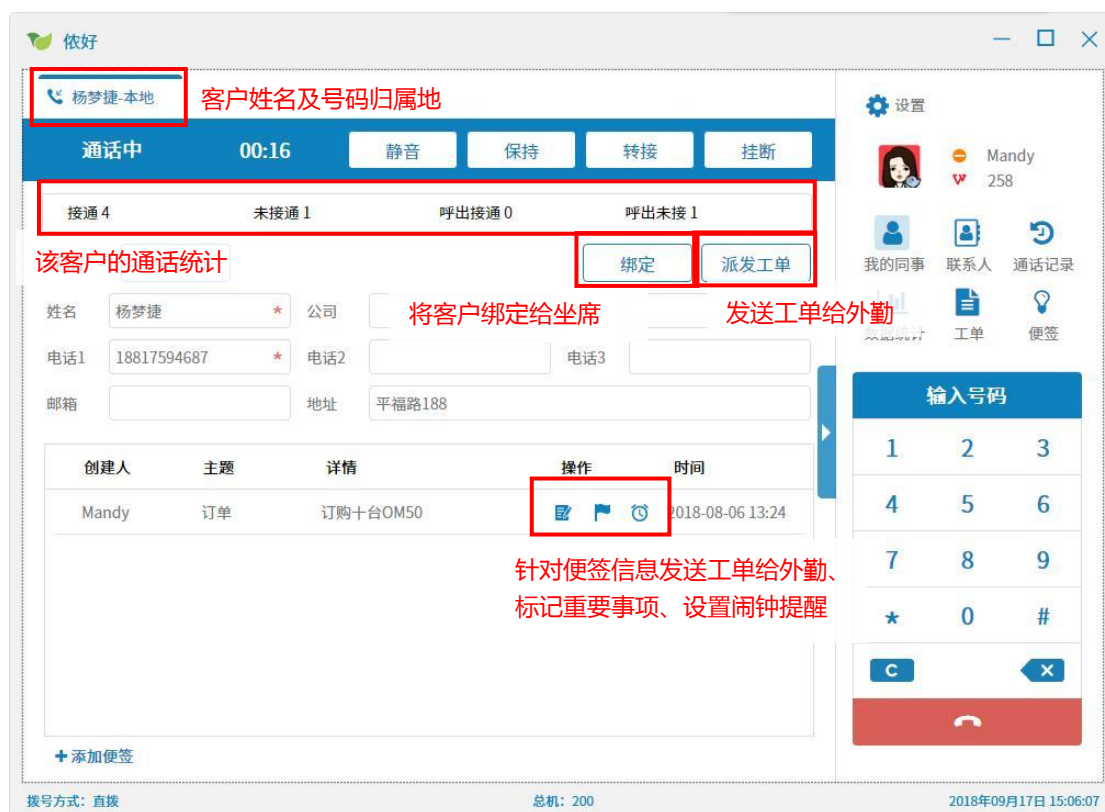 侬好
杨梦捷-本地
客户姓名及号码归属地
设置
通话中 00:16 静音 保持 转接 挂断
Mandy
258
接通 4 未接通 1 呼出接通 0 呼出未接 1
该客户的通话统计
绑定 派发工单
我的同事 联系人 通话记录
将客户绑定给坐席
发送工单给外勤
姓名 杨梦捷 * 公司
数据统计 工单 便签
电话1 18817594687 * 电话2 电话3
邮箱 地址 平福路188
输入号码
1 2 3
4 5 6
7 8 9
* 0 #
C X
创建人 主题 详情 操作 时间
Mandy 订单 订购十台OM50 2018-08-06 13:24
针对便签信息发送工单给外勤、
标记重要事项、设置闹钟提醒
+添加便签
拨号方式：直拨 总机：200 2018年09月17日 15:06:07